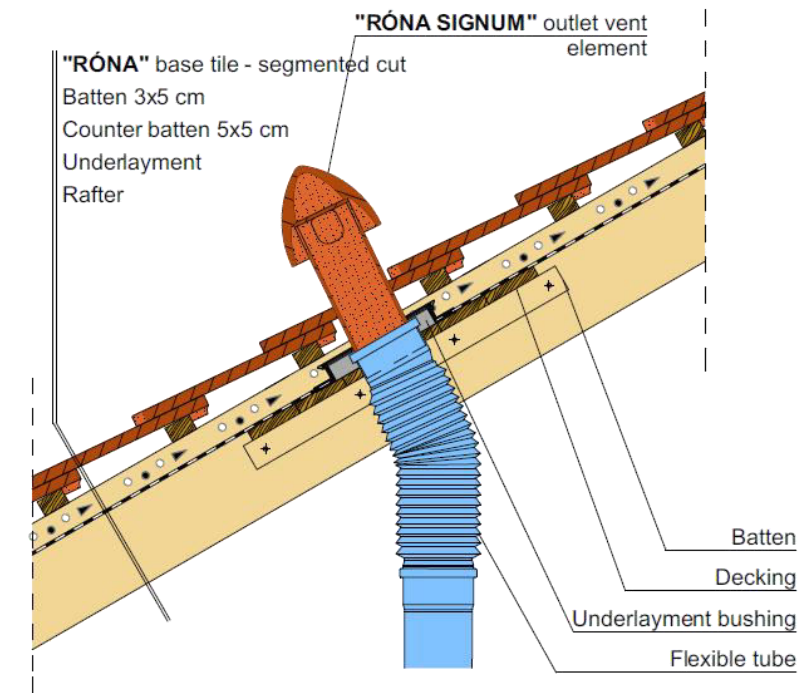 "RÓNA SIGNUM" outlet vent
element
"RÓNA" base tile - segmented cut
Batten 3x5 cm
Counter batten 5x5 cm
Underlayment
Rafter
Batten
Decking
Underlayment bushing
Flexible tube